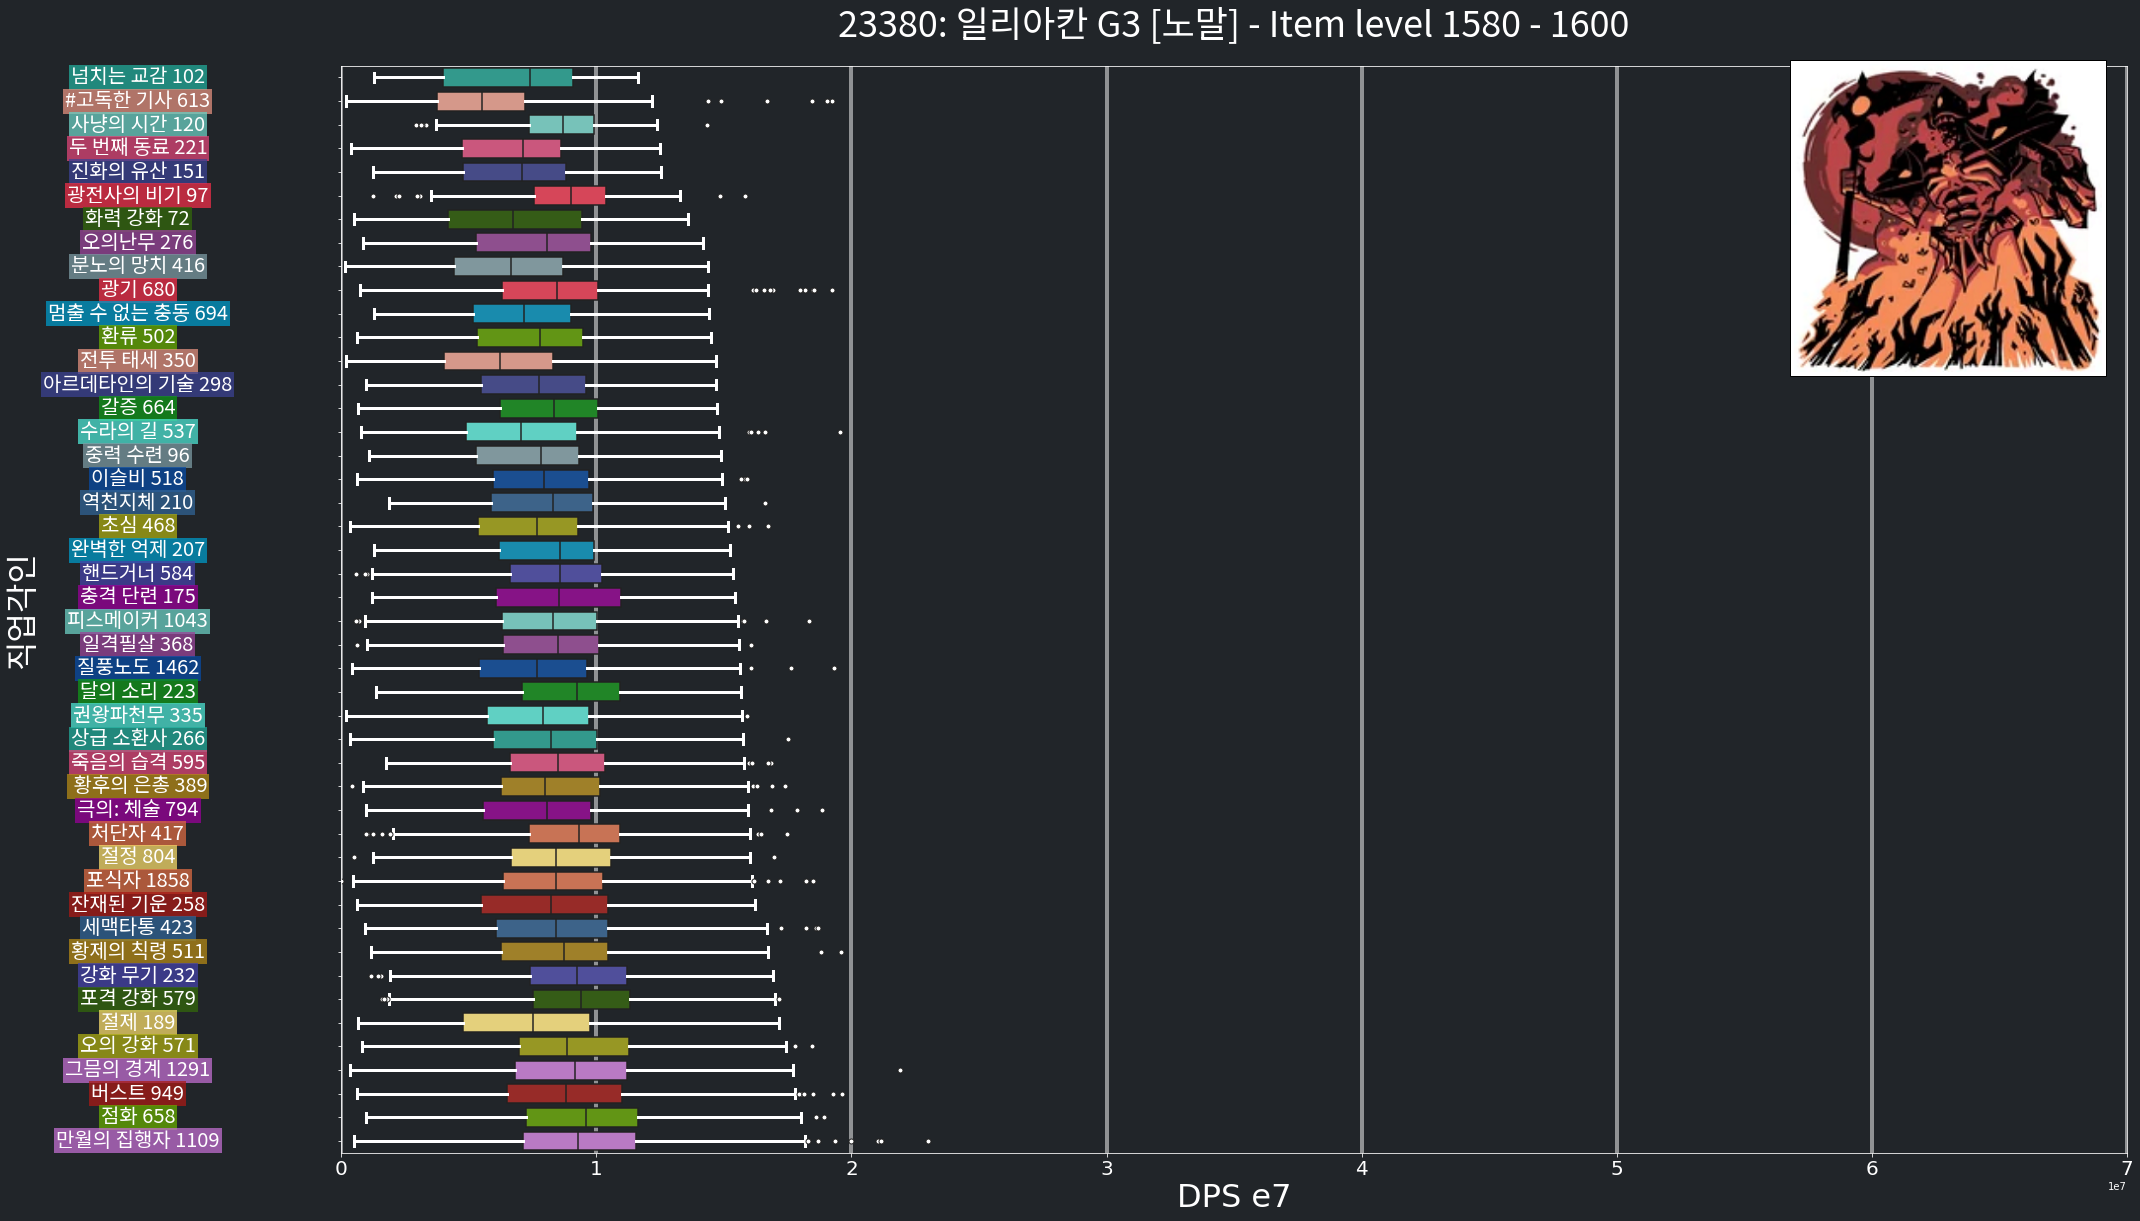 23380: 일리아칸 G3 [노말] - Item level 1580 - 1600
넘치는 교감 102
#고독한 기사 613
사냥의 시간 120
두 번째 동료 221
진화의 유산 151
광전사의 비기 97
화력 강화 72
오의난무 276
분노의 망치 416
광기 680
멈출 수 없는 충동 694
환류 502
전투 태세 350
아르데타인의 기술 298
갈증 664
수라의 길 537
중력 수련 96
이슬비 518
역천지체 210
초심 468
완벽한 억제 207
핸드거너 584
충격 단련 175
피스메이커 1043
일격필살 368
질풍노도 1462
달의 소리 223
권왕파천무 335
상급 소환사 266
죽음의 습격 595
황후의 은총 389
극의: 체술 794
처단자 417
절정 804
포식자 1858
잔재된 기운 258
세맥타통 423
황제의 칙령 511
강화 무기 232
포격 강화 579
절제 189
오의 강화 571
그믐의 경계 1291
버스트 949
점화 658
만월의 집행자 1109
직업각인
0 1 2 3 4 5 6 7
1e7
DPS e7